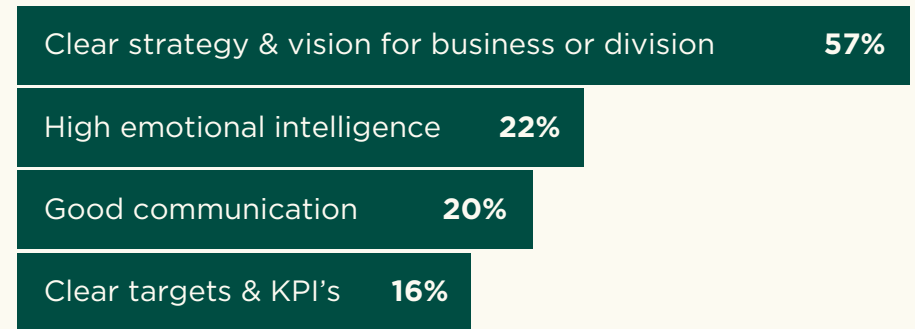 Clear strategy & vision for business or division 57%
High emotional intelligence 22%
Good communication 20%
Clear targets & KPI’s 16%